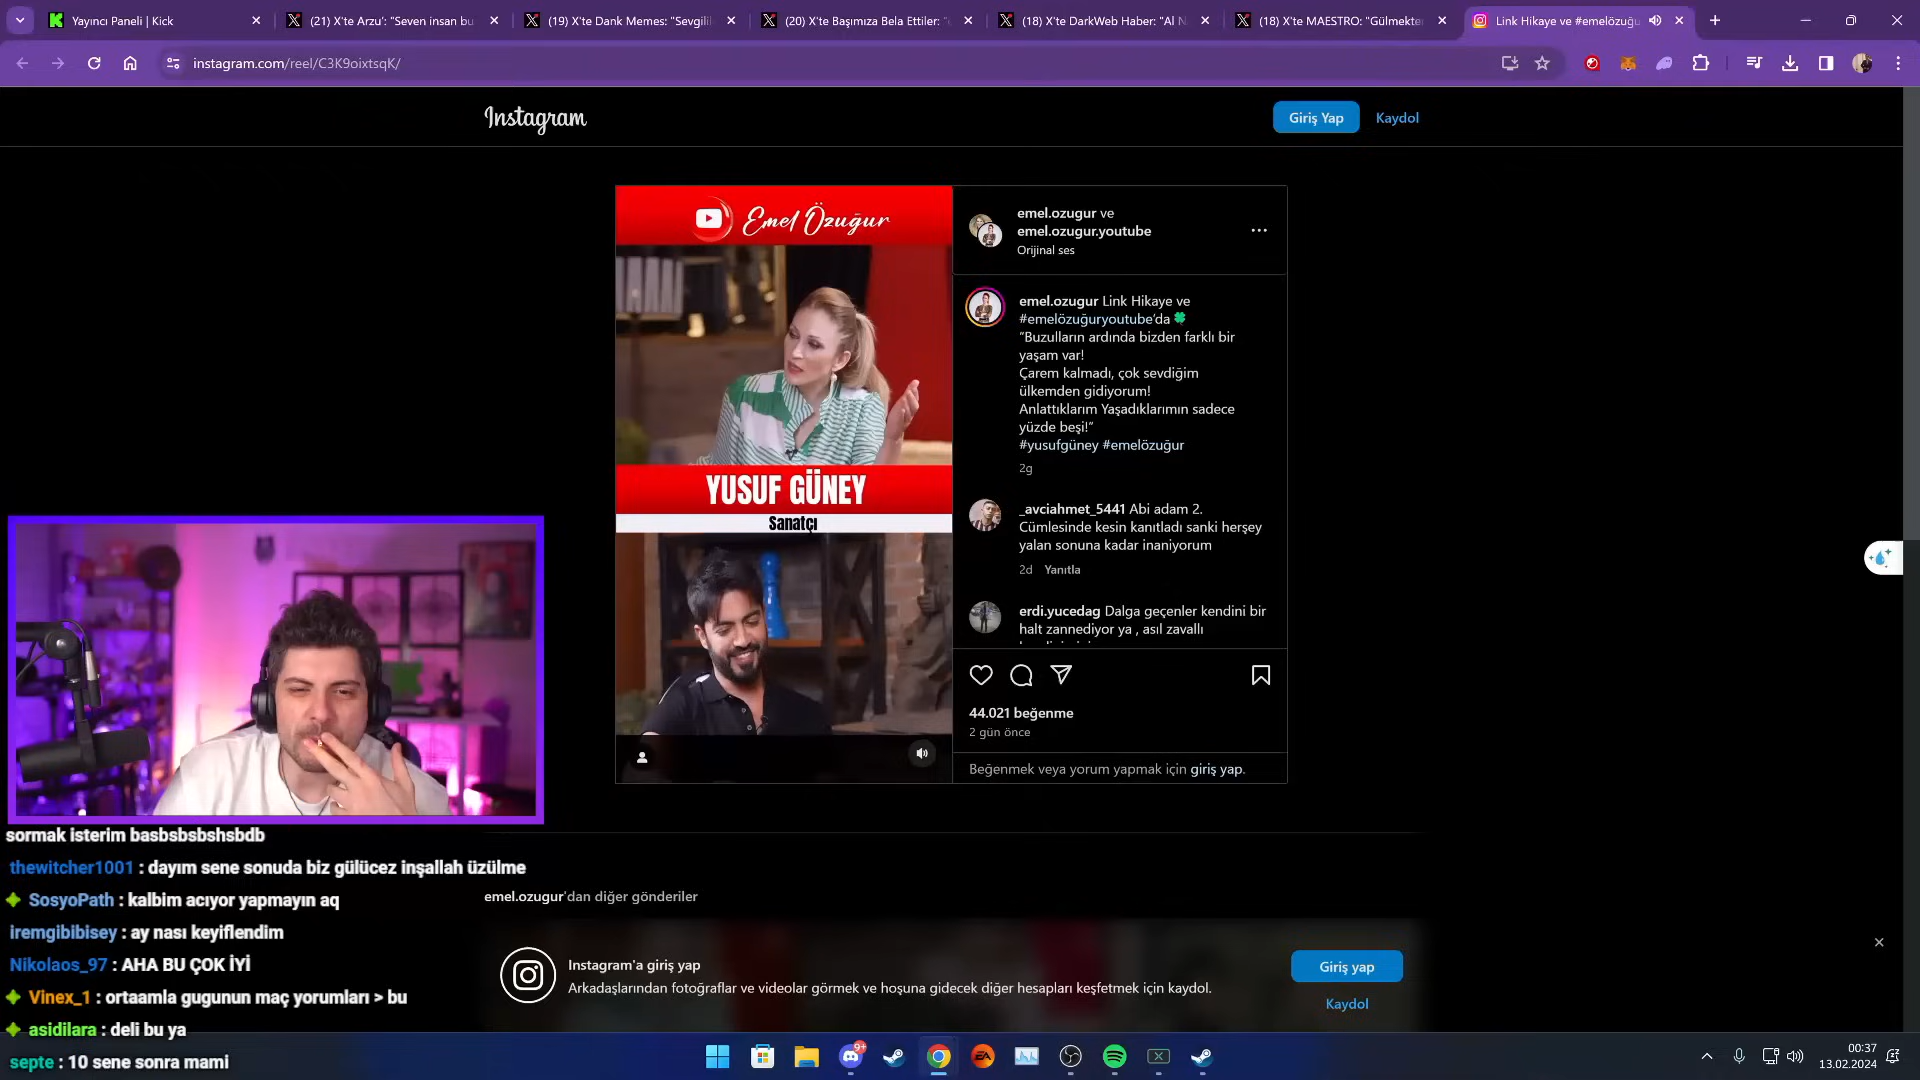 Yayıncı Paneli | Kick
(21) X'te Arzu': "Seven insan bu
(19) X'te Dank Memes: "Sevgili
(20) X'te Başımıza Bela Ettiler: "
(18) X'te DarkWeb Haber: "Al N
(18) X'te MAESTRO: "Gülmekte
Link Hikaye ve #emelözuğu
instagram.com/reel/C3K9oixtsqK/
Instagram
Giriş Yap
Kaydol
Emel Özuğur
YUSUF GÜNEY
Sanatçı
emel.ozugur ve
emel.ozugur.youtube
Orijinal ses
emel.ozugur Link Hikaye ve
#emelözuğuryoutube'da 🍀
"Buzulların ardında bizden farklı bir
yaşam var!
Çarem kalmadı, çok sevdiğim
ülkemden gidiyorum!
Anlattıklarım Yaşadıklarımın sadece
yüzde beşi!"
#yusufgüney #emelözuğur
2g
_avciahmet_5441 Abi adam 2.
Cümlesinde kesin kanıtladı sanki herşey
yalan sonuna kadar inaniyorum
2d Yanıtla
erdi.yucedag Dalga geçenler kendini bir
halt zannediyor ya , asıl zavallı
44.021 beğenme
2 gün önce
Beğenmek veya yorum yapmak için giriş yap.
sormak isterim basbsbsbshsbdb
thewitcher1001 : dayım sene sonuda biz gülücez inşallah üzülme
SosyoPath : kalbim acıyor yapmayın aq
iremgibibisey : ay nası keyiflendim
Nikolaos_97 : AHA BU ÇOK İYİ
Vinex_1 : ortaamla gugunun maç yorumları > bu
asidilara : deli bu ya
septe : 10 sene sonra mami
emel.ozugur'dan diğer gönderiler
Instagram'a giriş yap
Arkadaşlarından fotoğraflar ve videolar görmek ve hoşuna gidecek diğer hesapları keşfetmek için kaydol.
Giriş yap
Kaydol
9+
EA
00:37
13.02.2024